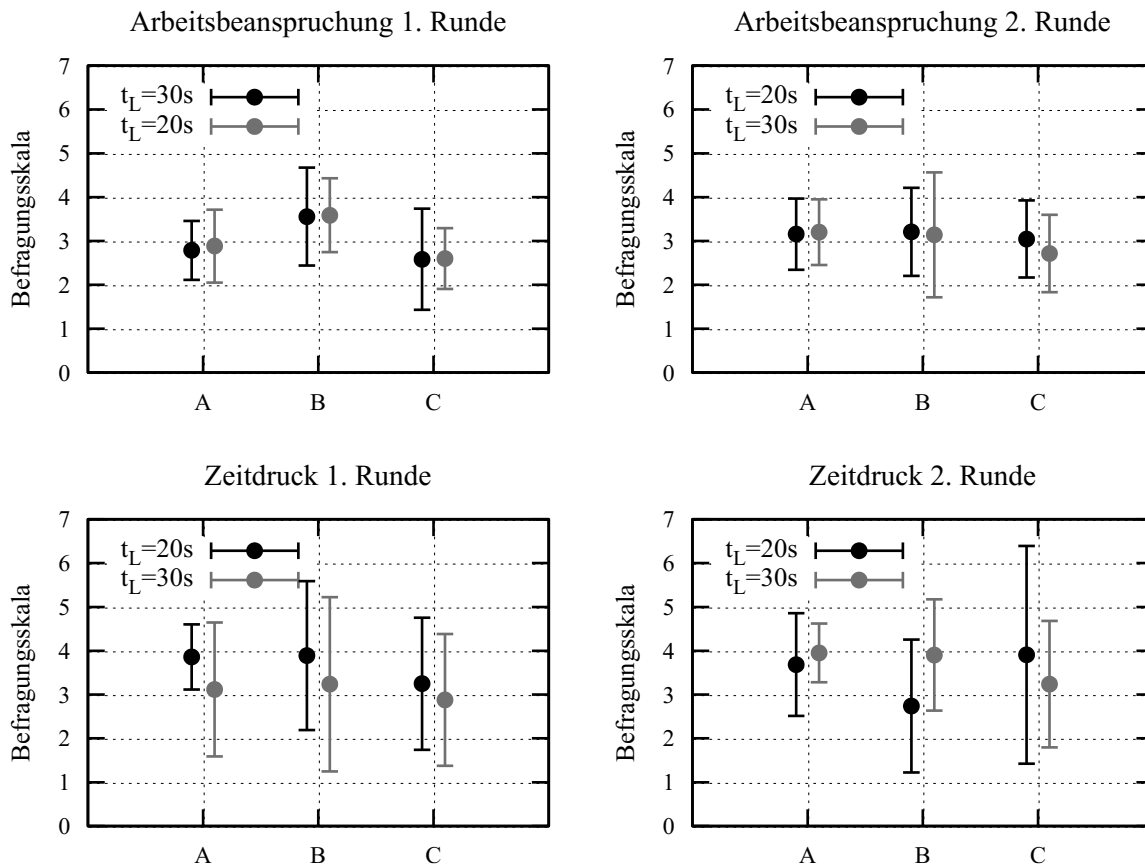 Arbeitsbeanspruchung 1. Runde
7
6
5
4
3
2
1
0
Befragungsskala
t_L=30s
t_L=20s
A B C
Arbeitsbeanspruchung 2. Runde
7
6
5
4
3
2
1
0
Befragungsskala
t_L=20s
t_L=30s
A B C
Zeitdruck 1. Runde
7
6
5
4
3
2
1
0
Befragungsskala
t_L=20s
t_L=30s
A B C
Zeitdruck 2. Runde
7
6
5
4
3
2
1
0
Befragungsskala
t_L=20s
t_L=30s
A B C